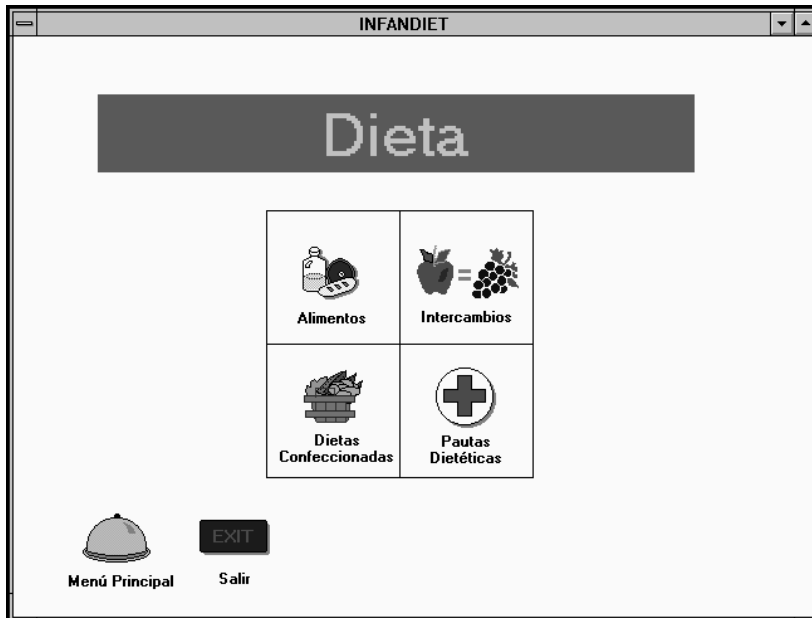 INFANDIET
Dieta
Alimentos
Intercambios
Dietas
Confeccionadas
Pautas
Dietéticas
EXIT
Menú Principal
Salir